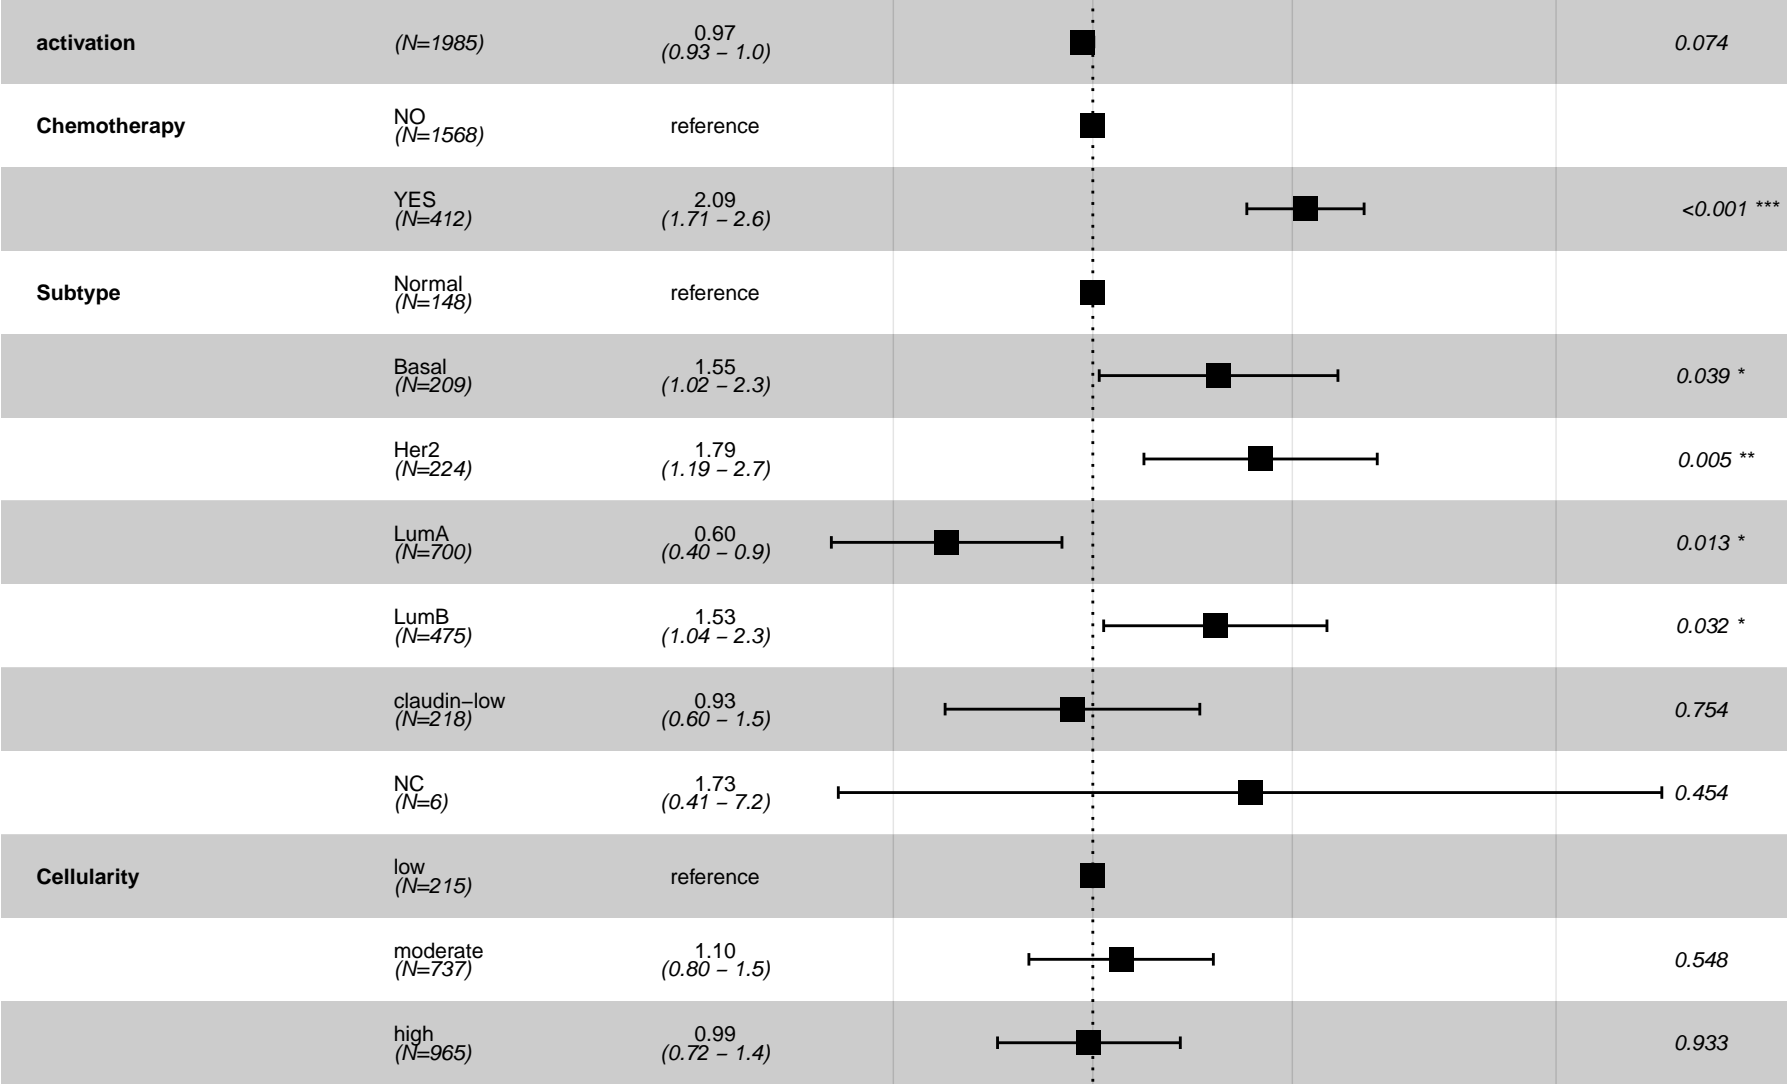 activation (N=1985) 0.97 (0.93 – 1.0) 0.074
Chemotherapy NO (N=1568) reference
YES (N=412) 2.09 (1.71 – 2.6) <0.001 ***
Subtype Normal (N=148) reference
Basal (N=209) 1.55 (1.02 – 2.3) 0.039 *
Her2 (N=224) 1.79 (1.19 – 2.7) 0.005 **
LumA (N=700) 0.60 (0.40 – 0.9) 0.013 *
LumB (N=475) 1.53 (1.04 – 2.3) 0.032 *
claudin–low (N=218) 0.93 (0.60 – 1.5) 0.754
NC (N=6) 1.73 (0.41 – 7.2) 0.454
Cellularity low (N=215) reference
moderate (N=737) 1.10 (0.80 – 1.5) 0.548
high (N=965) 0.99 (0.72 – 1.4) 0.933